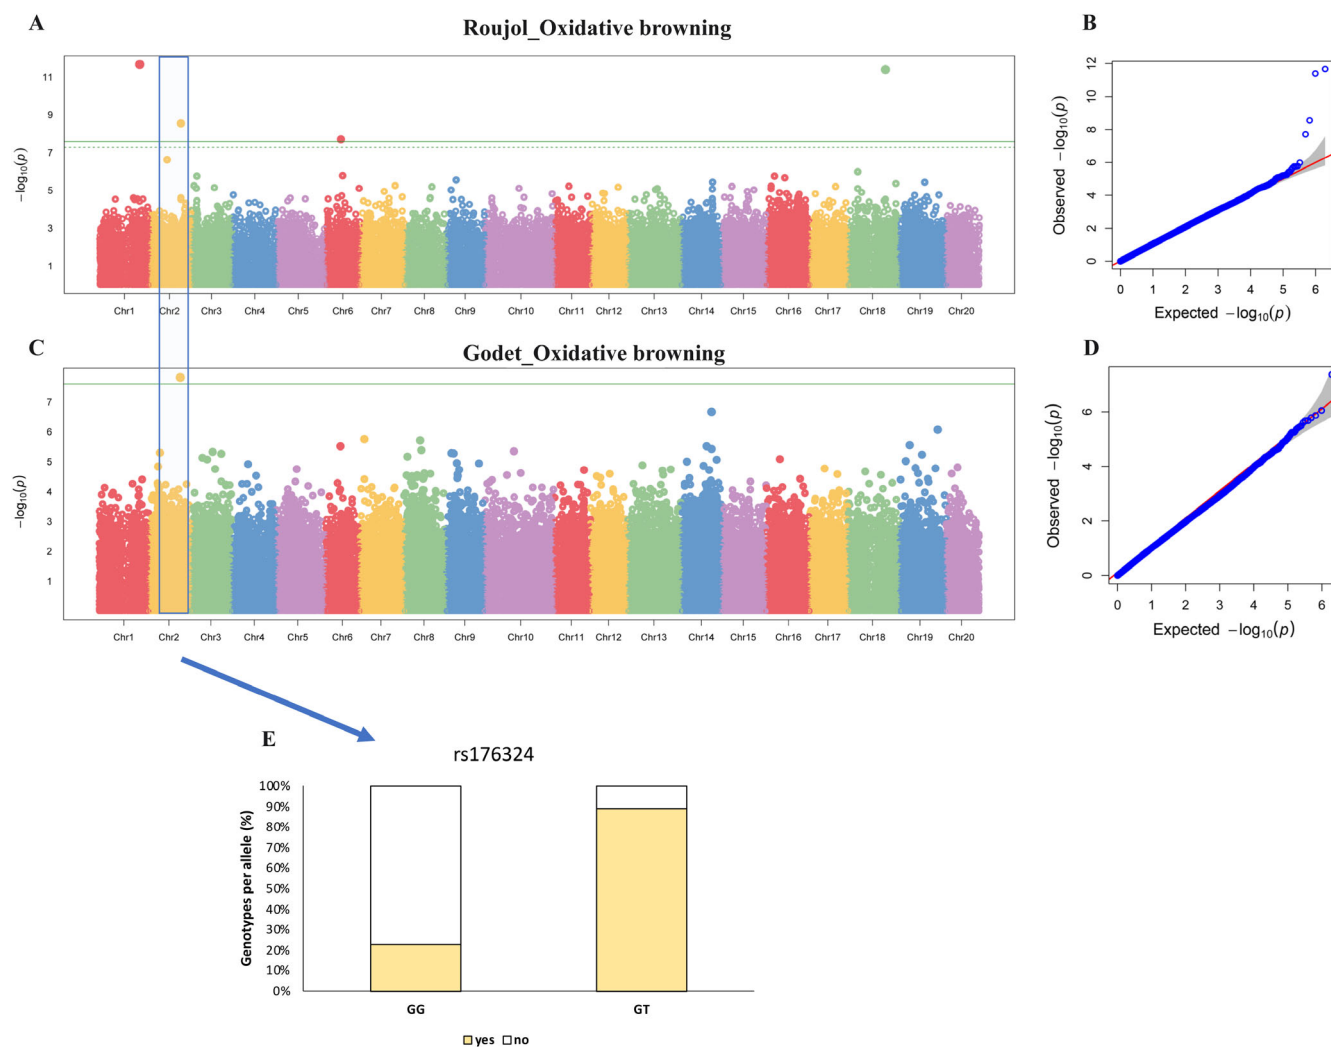 A
Roujol_Oxidative browning
B
−log10(p)
11
9
7
5
3
1
Chr1 Chr2 Chr3 Chr4 Chr5 Chr6 Chr7 Chr8 Chr9 Chr10 Chr11 Chr12 Chr13 Chr14 Chr15 Chr16 Chr17 Chr18 Chr19 Chr20
Observed −log10(p)
12
10
8
6
4
2
0
0 1 2 3 4 5 6
Expected −log10(p)
C
Godet_Oxidative browning
D
−log10(p)
7
6
5
4
3
2
1
Chr1 Chr2 Chr3 Chr4 Chr5 Chr6 Chr7 Chr8 Chr9 Chr10 Chr11 Chr12 Chr13 Chr14 Chr15 Chr16 Chr17 Chr18 Chr19 Chr20
Observed −log10(p)
6
4
2
0
0 1 2 3 4 5 6
Expected −log10(p)
E
rs176324
Genotypes per allele (%)
100%
90%
80%
70%
60%
50%
40%
30%
20%
10%
0%
GG GT
yes no